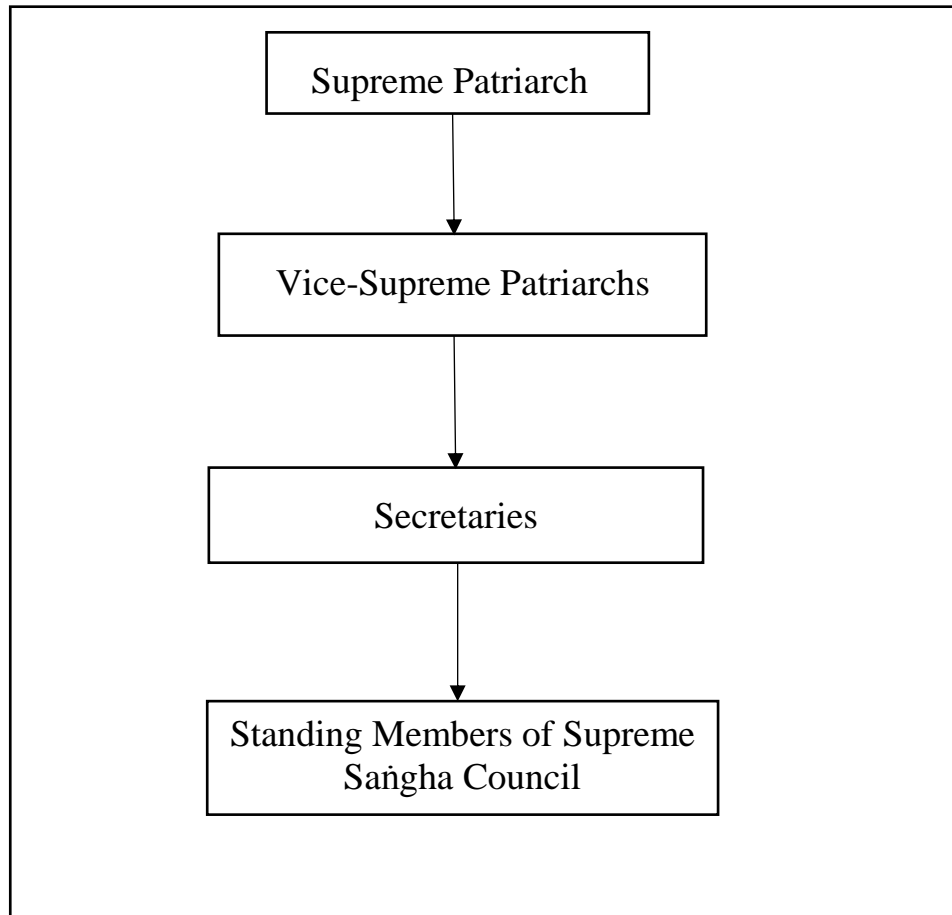 Supreme Patriarch
Vice-Supreme Patriarchs
Secretaries
Standing Members of Supreme
Saṅgha Council